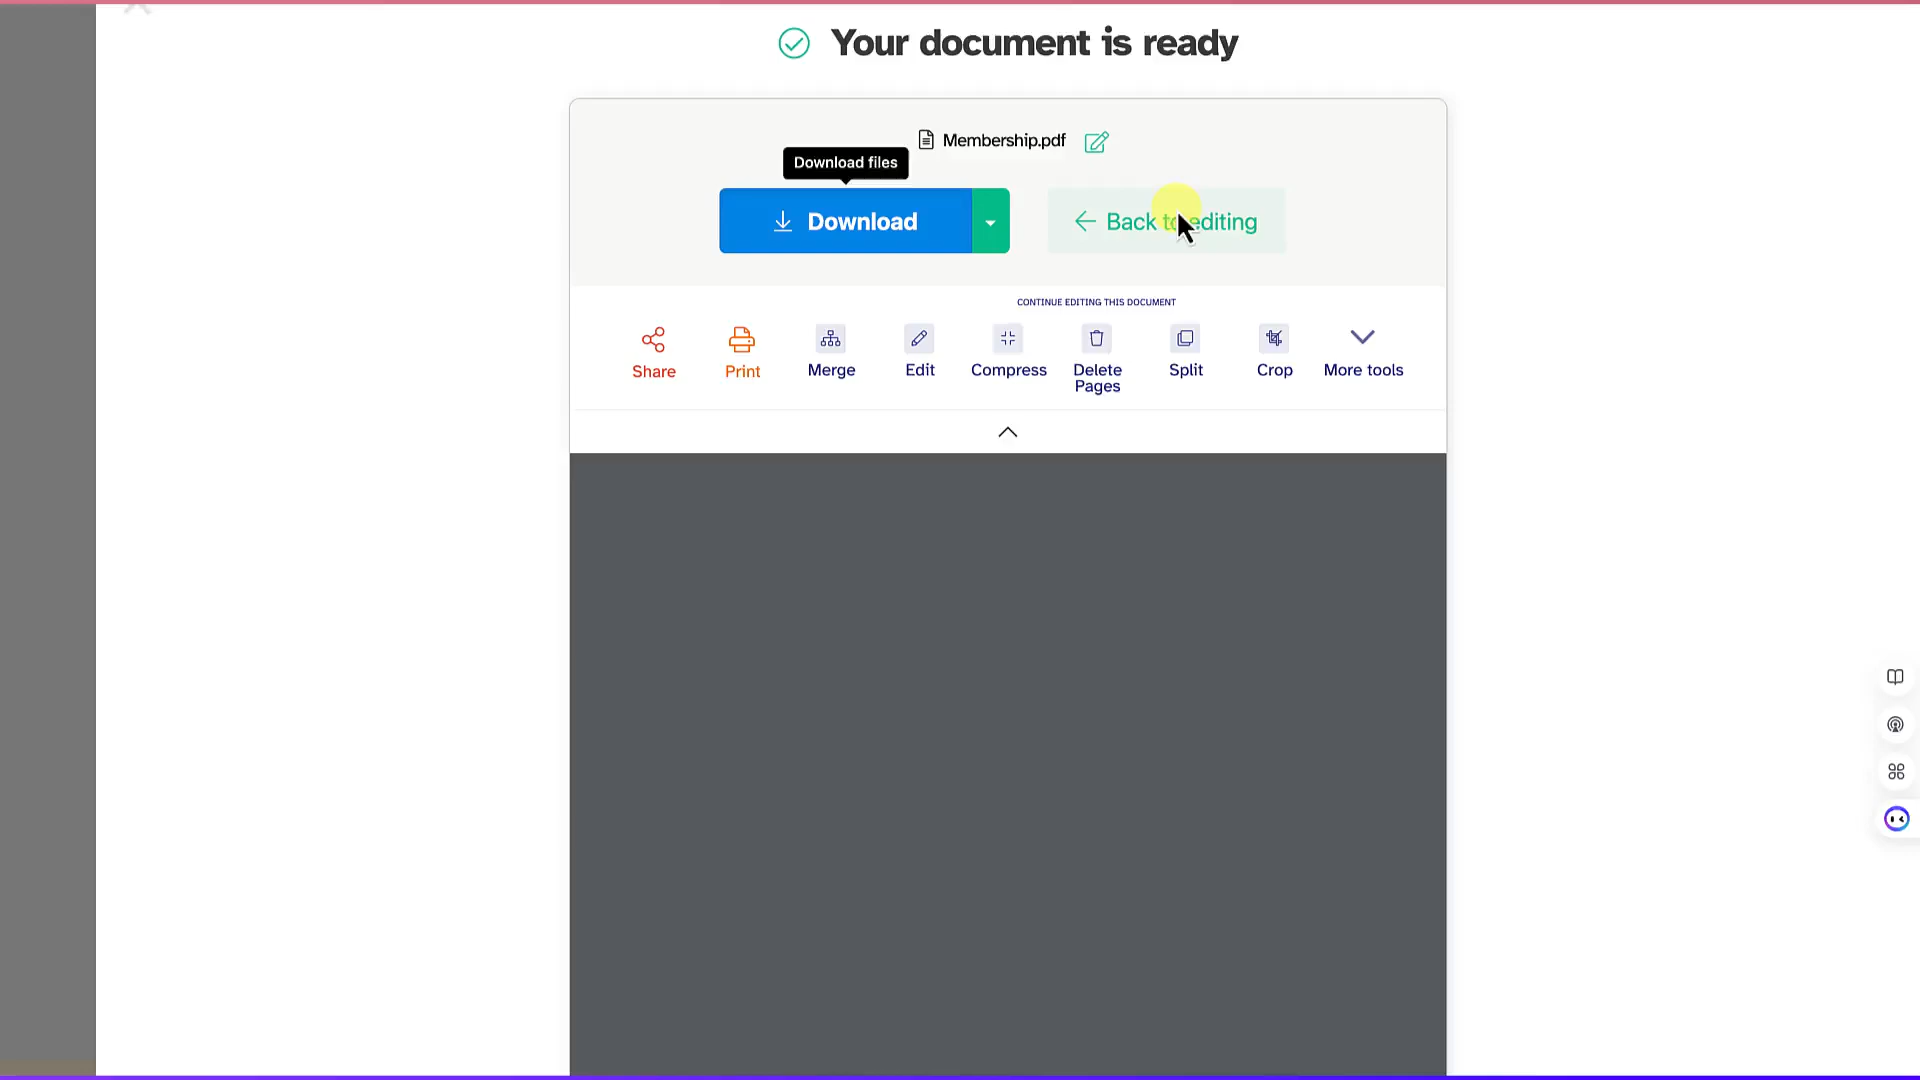 Your document is ready
Membership.pdf
Download files
Download
Back to editing
CONTINUE EDITING THIS DOCUMENT
Share
Print
Merge
Edit
Compress
Delete
Pages
Split
Crop
More tools